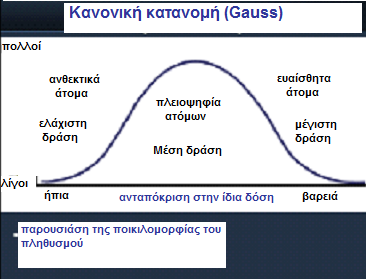 Κανονική κατανομή (Gauss)
πολλοί
ανθεκτικά
άτομα
ευαίσθητα
άτομα
πλειοψηφία
ατόμων
ελάχιστη
δράση
μέγιστη
δράση
Μέση δράση
λίγοι
ήπια
ανταπόκριση στην ίδια δόση
βαρειά
παρουσιάση της ποικιλομορφίας του
πληθυσμού